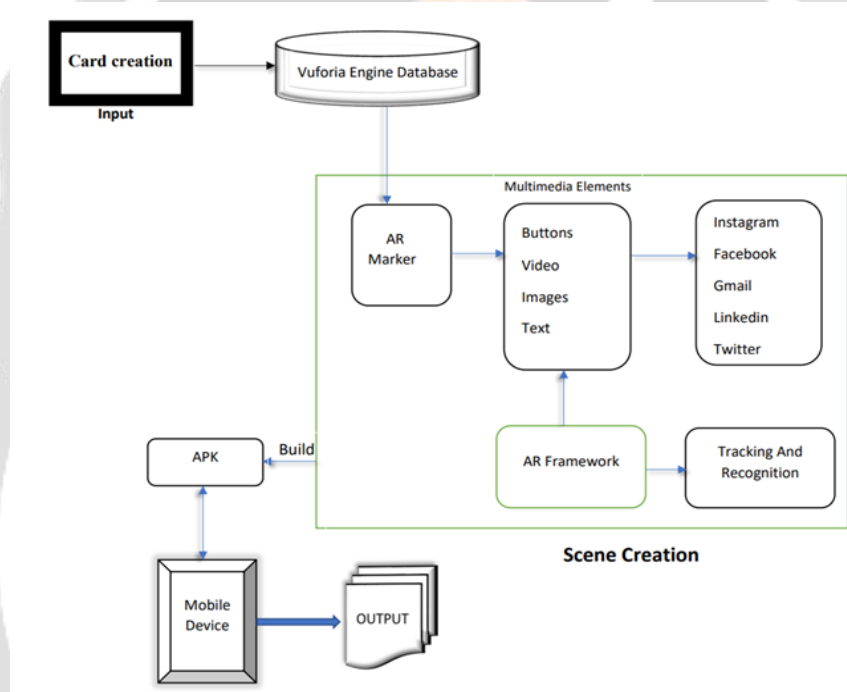 Card creation
Input
Vuforia Engine Database
Multimedia Elements
AR
Marker
Buttons
Video
Images
Text
Instagram
Facebook
Gmail
Linkedin
Twitter
AR Framework
Tracking And
Recognition
Scene Creation
Build
APK
Mobile
Device
OUTPUT